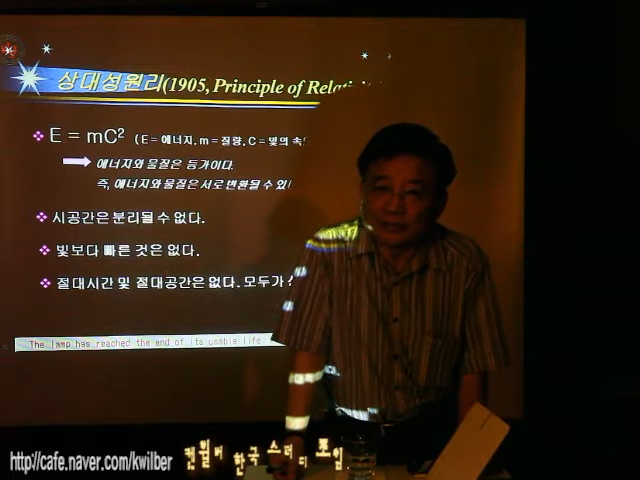 상대성원리(1905, Principle of
E = mC² (E = 에너지, m = 질량, C = 빛의
에너지와 물질은 등가이다.
즉, 에너지와 물질은 서로 변환될 수
시공간은 분리될 수 없다.
빛보다 빠른 것은 없다.
절대시간 및 절대공간은 없다. 모두가
The lamp has reached the end of its usable life.
http://cafe.naver.com/kwilber 켄 윌버 한국 스터디 모임